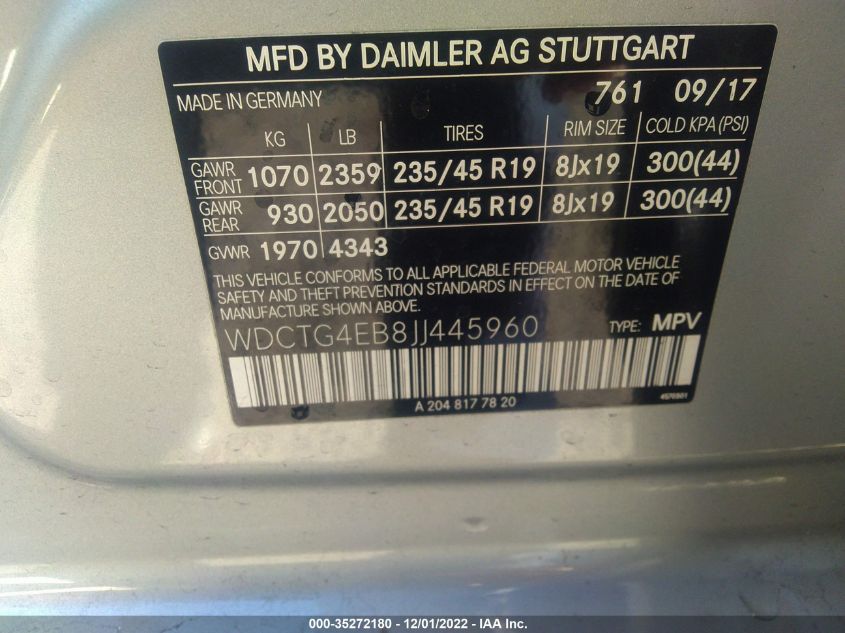 MFD BY DAIMLER AG STUTTGART
MADE IN GERMANY 761 09/17
KG LB TIRES RIM SIZE COLD KPA(PSI)
GAWR FRONT 1070 2359 235/45 R19 8Jx19 300(44)
GAWR REAR 930 2050 235/45 R19 8Jx19 300(44)
GVWR 1970 4343
THIS VEHICLE CONFORMS TO ALL APPLICABLE FEDERAL MOTOR VEHICLE
SAFETY AND THEFT PREVENTION STANDARDS IN EFFECT ON THE DATE OF
MANUFACTURE SHOWN ABOVE.
WDCTG4EB8JJ445960 TYPE: MPV
A 204 817 78 20
000-35272180 - 12/01/2022 - IAA Inc.